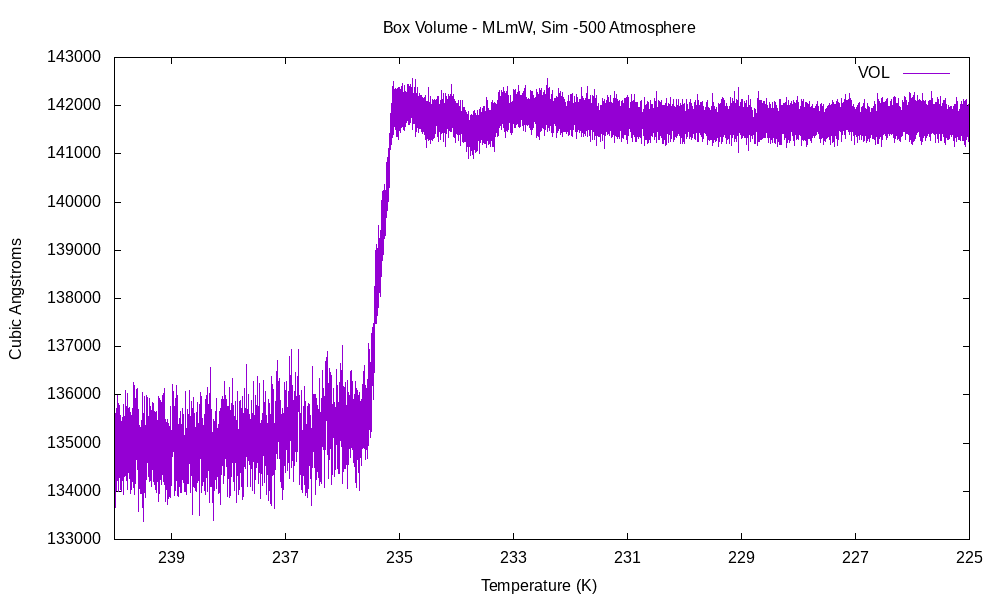 Box Volume - MLmW, Sim -500 Atmosphere
VOL
143000
142000
141000
140000
139000
138000
137000
136000
135000
134000
133000
Cubic Angstroms
239 237 235 233 231 229 227 225
Temperature (K)